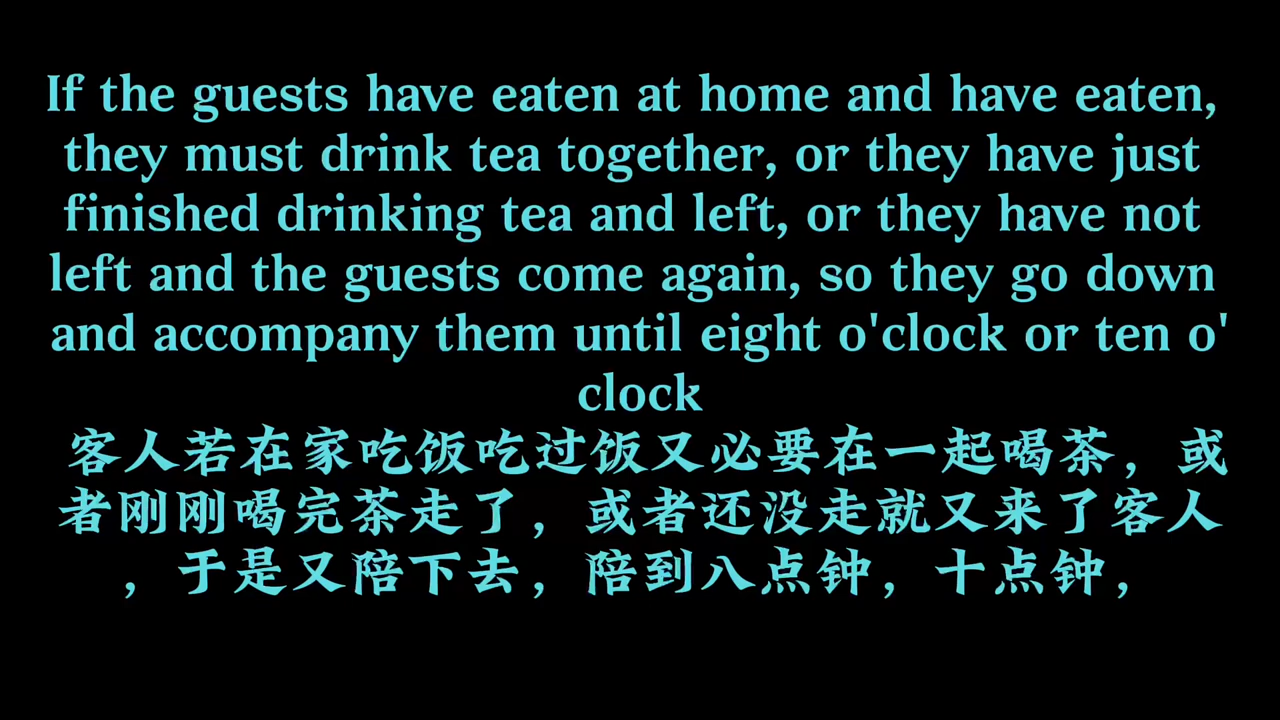 If the guests have eaten at home and have eaten,
they must drink tea together, or they have just
finished drinking tea and left, or they have not
left and the guests come again, so they go down
and accompany them until eight o'clock or ten o'
clock
客人若在家吃饭吃过饭又必要在一起喝茶，或
者刚刚喝完茶走了，或者还没走就又来了客人
，于是又陪下去，陪到八点钟，十点钟，